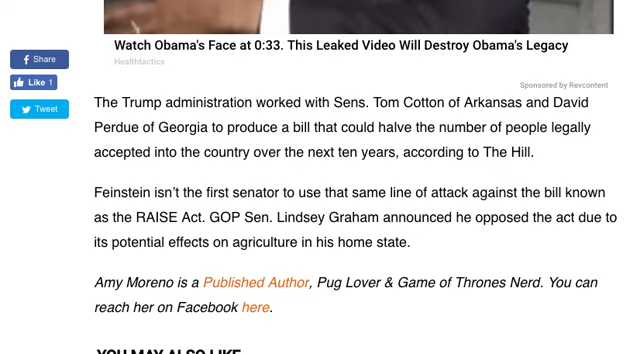 Watch Obama's Face at 0:33. This Leaked Video Will Destroy Obama's Legacy
Healthtactics
Sponsored by Revcontent
Share
Like 1
Tweet
The Trump administration worked with Sens. Tom Cotton of Arkansas and David
Perdue of Georgia to produce a bill that could halve the number of people legally
accepted into the country over the next ten years, according to The Hill.
Feinstein isn’t the first senator to use that same line of attack against the bill known
as the RAISE Act. GOP Sen. Lindsey Graham announced he opposed the act due to
its potential effects on agriculture in his home state.
Amy Moreno is a Published Author, Pug Lover & Game of Thrones Nerd. You can
reach her on Facebook here.
YOU MAY ALSO LIKE